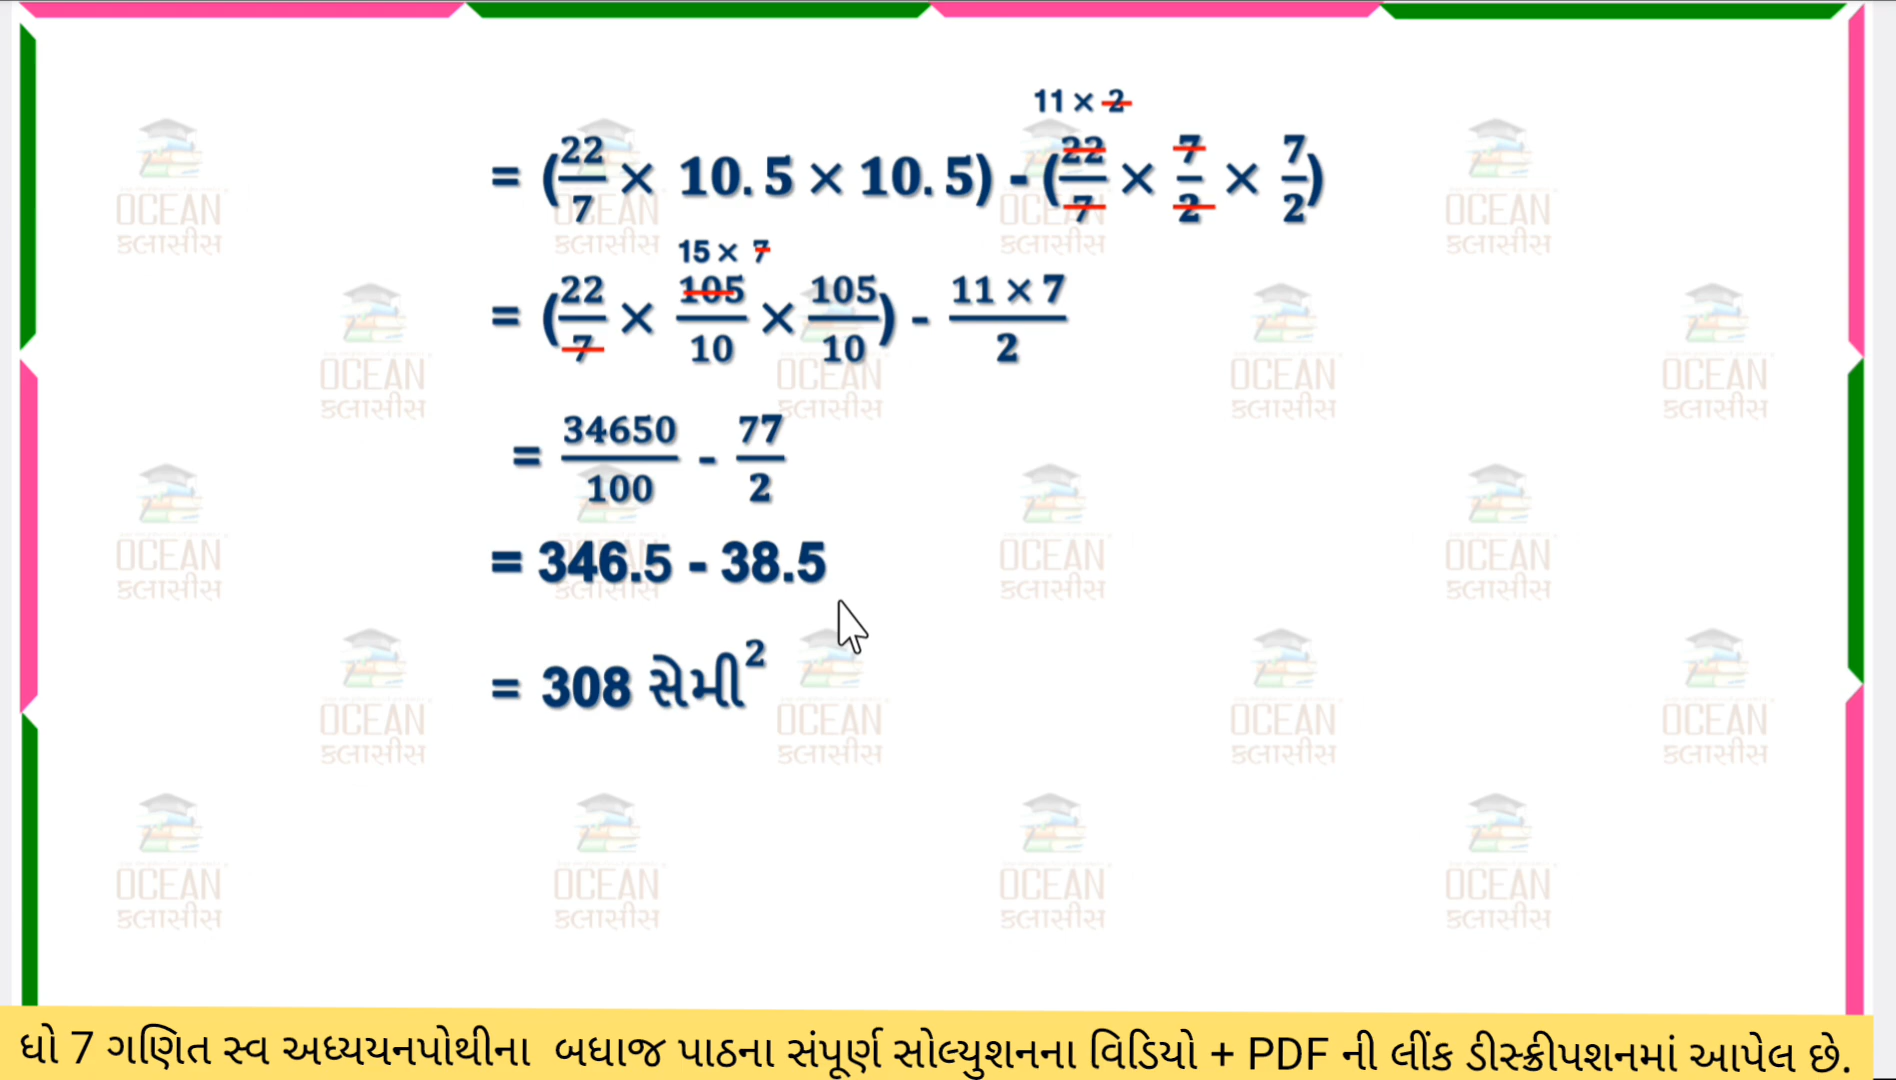 11 × 2
= (22/7 × 10.5 × 10.5) - (22/7 × 7/2 × 7/2)
15 × 7
= (22/7 × 105/10 × 105/10) - 11 × 7/2
= 34650/100 - 77/2
= 346.5 - 38.5
= 308 સેમી²
OCEAN
ક્લાસીસ
ધો 7 ગણિત સ્વ અધ્યયનપોથીના બધાજ પાઠના સંપૂર્ણ સોલ્યુશનના વિડિયો + PDF ની લીંક ડીસ્ક્રીપશનમાં આપેલ છે.